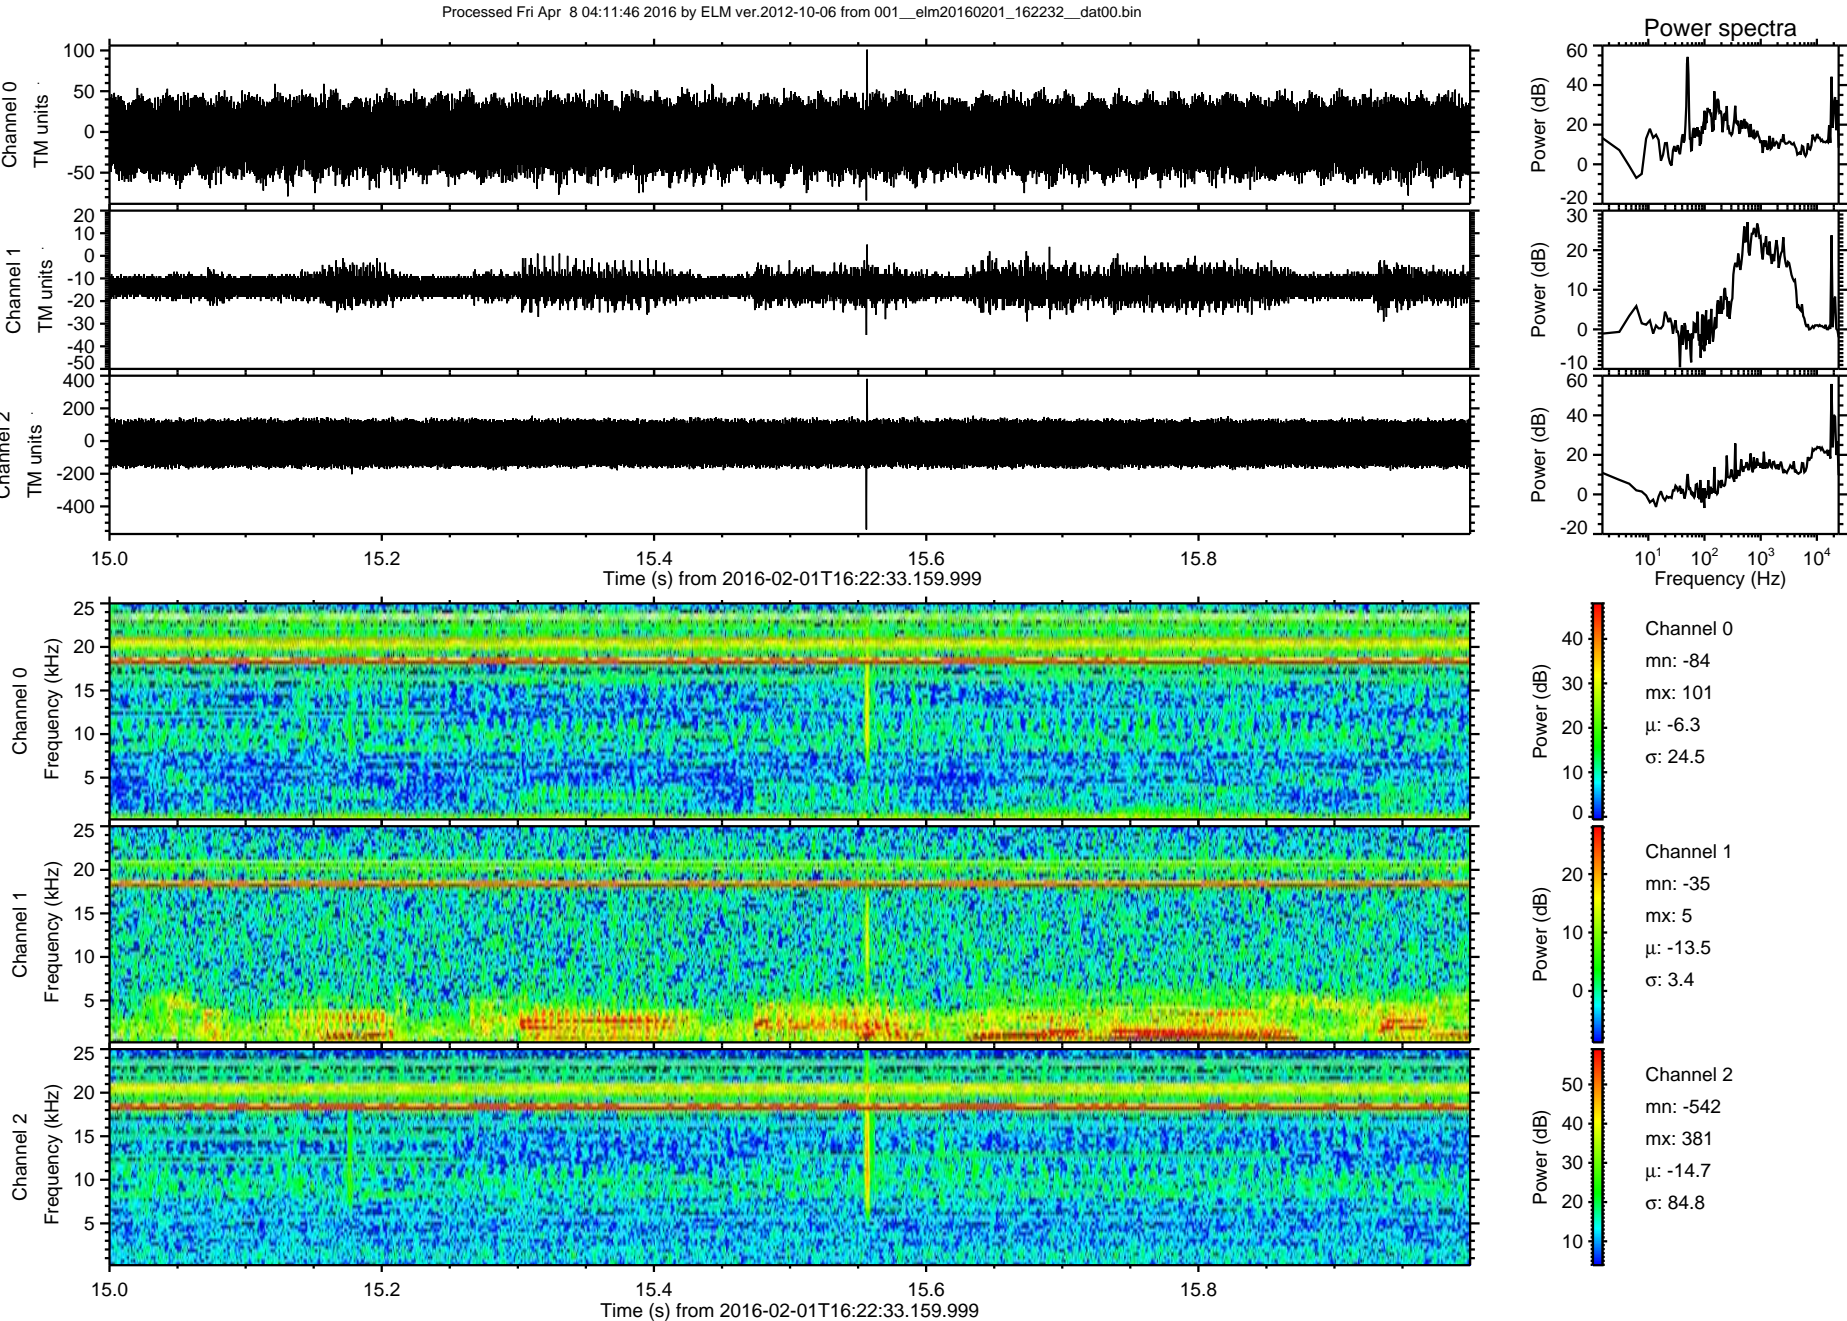 Processed Fri Apr  8 04:11:46 2016 by ELM ver.2012-10-06 from 001__elm20160201_162232__dat00.bin
Power spectra
Channel 0
TM units
100
50
0
-50
Power (dB)
60
40
20
0
-20
Channel 1
TM units
20
10
0
-10
-20
-30
-40
-50
Power (dB)
30
20
10
0
-10
Channel 2
TM units
400
200
0
-200
-400
Power (dB)
60
40
20
0
-20
15.0 15.2 15.4 15.6 15.8
Time (s) from 2016-02-01T16:22:33.159.999
10¹ 10² 10³ 10⁴
Frequency (Hz)
Channel 0
Frequency (kHz)
25
20
15
10
5
Power (dB)
40
30
20
10
0
Channel 0
mn: -84
mx: 101
μ: -6.3
σ: 24.5
Channel 1
Frequency (kHz)
25
20
15
10
5
Power (dB)
20
10
0
Channel 1
mn: -35
mx: 5
μ: -13.5
σ: 3.4
Channel 2
Frequency (kHz)
25
20
15
10
5
Power (dB)
50
40
30
20
10
Channel 2
mn: -542
mx: 381
μ: -14.7
σ: 84.8
15.0 15.2 15.4 15.6 15.8
Time (s) from 2016-02-01T16:22:33.159.999